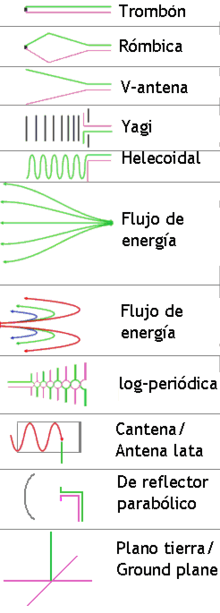 Trombón
Rómbica
V-antena
Yagi
Helecoidal
Flujo de
energía
Flujo de
energía
log-periódica
Cantena/
Antena lata
De reflector
parabólico
Plano tierra/
Ground plane